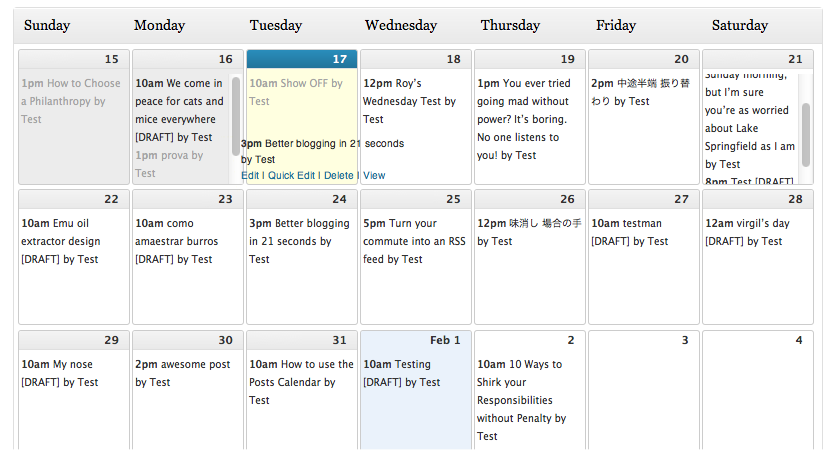 Sunday Monday Tuesday Wednesday Thursday Friday Saturday
15
1pm How to Choose
a Philanthropy by
Test
16
10am We come in
peace for cats and
mice everywhere
[DRAFT] by Test
1pm prova by
Test
17
10am Show OFF by
Test
3pm Better blogging in 21 seconds
by Test
Edit | Quick Edit | Delete | View
18
12pm Roy's
Wednesday Test by
Test
19
1pm You ever tried
going mad without
power? It's boring.
No one listens to
you! by Test
20
2pm 中途半端 振り替
わり by Test
21
Sunday morning,
but I'm sure
you're as worried
about Lake
Springfield as I am
by Test
8pm Test [DRAFT]
22
10am Emu oil
extractor design
[DRAFT] by Test
23
10am como
amaestrar burros
[DRAFT] by Test
24
3pm Better blogging
in 21 seconds by
Test
25
5pm Turn your
commute into an RSS
feed by Test
26
12pm 味消し 場合の手
by Test
27
10am testman
[DRAFT] by Test
28
12am virgil's day
[DRAFT] by Test
29
10am My nose
[DRAFT] by Test
30
2pm awesome post
by Test
31
10am How to use the
Posts Calendar by
Test
Feb 1
10am Testing
[DRAFT] by Test
2
10am 10 Ways to
Shirk your
Responsibilities
without Penalty by
Test
3
4